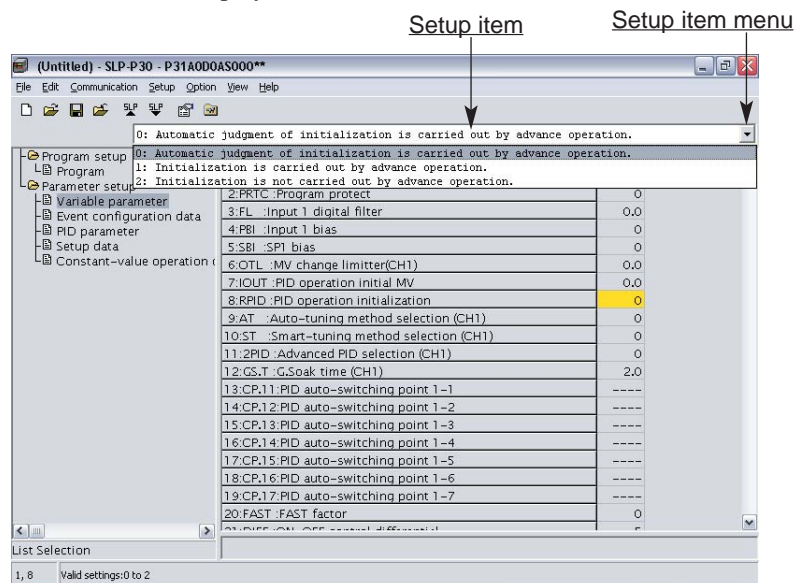 Setup item
Setup item menu
(Untitled) - SLP-P30 - P31A0D0AS000**
File Edit Communication Setup Option View Help
SLP SLP
0: Automatic judgment of initialization is carried out by advance operation.
0: Automatic judgment of initialization is carried out by advance operation.
1: Initialization is carried out by advance operation.
2: Initialization is not carried out by advance operation.
Program setup
Program
Parameter setup
Variable parameter
Event configuration data
PID parameter
Setup data
Constant-value operation
2:PRTC :Program protect 0
3:FL :Input 1 digital filter 0.0
4:PBI :Input 1 bias 0
5:SBI :SP1 bias 0
6:OTL :MV change limitter(CH1) 0.0
7:IOUT :PID operation initial MV 0.0
8:RPID :PID operation initialization 0
9:AT :Auto-tuning method selection (CH1) 0
10:ST :Smart-tuning method selection (CH1) 0
11:2PID :Advanced PID selection (CH1) 0
12:GS.T :G.Soak time (CH1) 2.0
13:CP.11:PID auto-switching point 1-1 ----
14:CP.12:PID auto-switching point 1-2 ----
15:CP.13:PID auto-switching point 1-3 ----
16:CP.14:PID auto-switching point 1-4 ----
17:CP.15:PID auto-switching point 1-5 ----
18:CP.16:PID auto-switching point 1-6 ----
19:CP.17:PID auto-switching point 1-7 ----
20:FAST :FAST factor 0
List Selection
1, 8 Valid settings:0 to 2